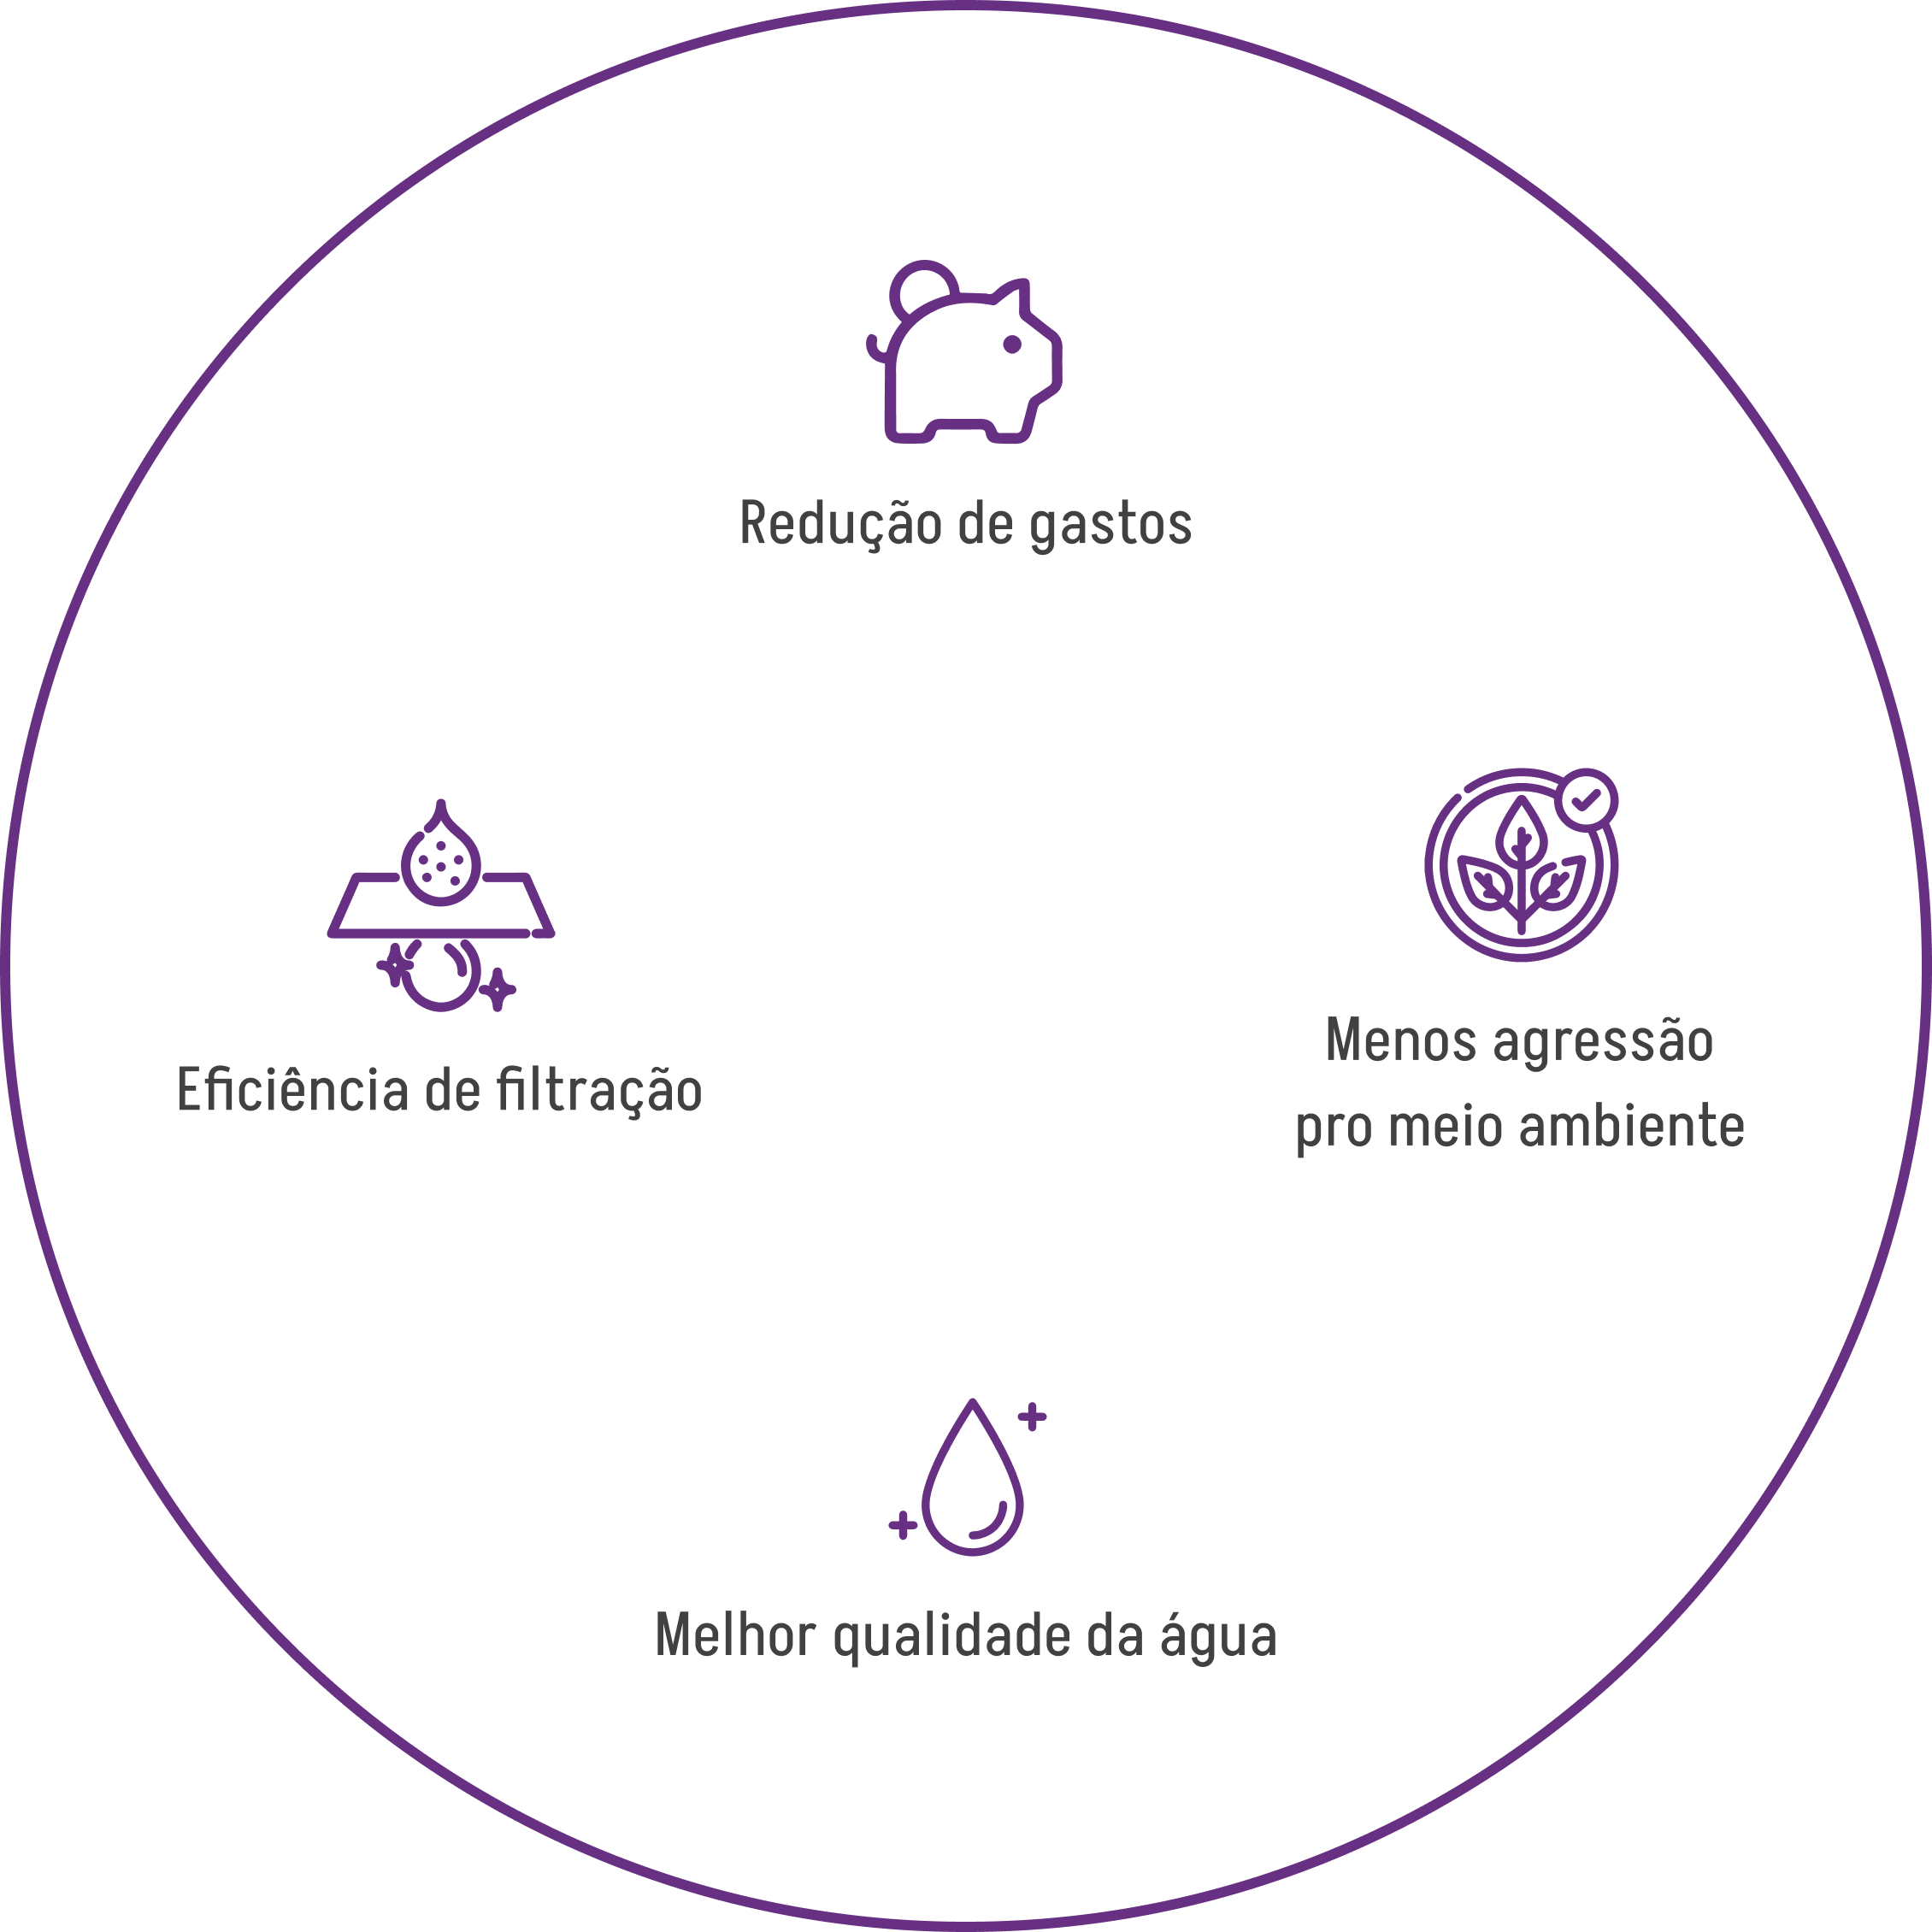 Redução de gastos
Eficiência de filtração
Menos agressão
pro meio ambiente
Melhor qualidade da água